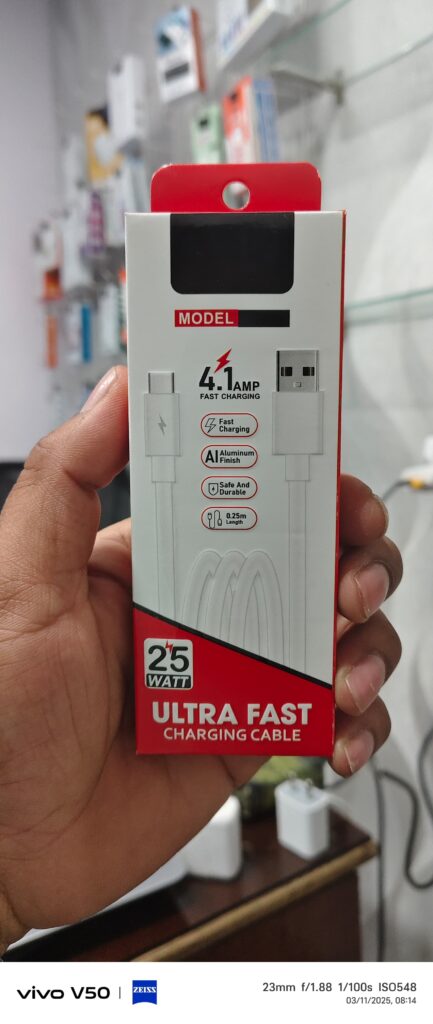 MODEL
4.1AMP
FAST CHARGING
Fast
Charging
Al Aluminum
Finish
Safe And
Durable
0.25m
Length
25
WATT
ULTRA FAST
CHARGING CABLE
vivo V50 | ZEISS
23mm f/1.88 1/100s ISO548
03/11/2025, 08:14